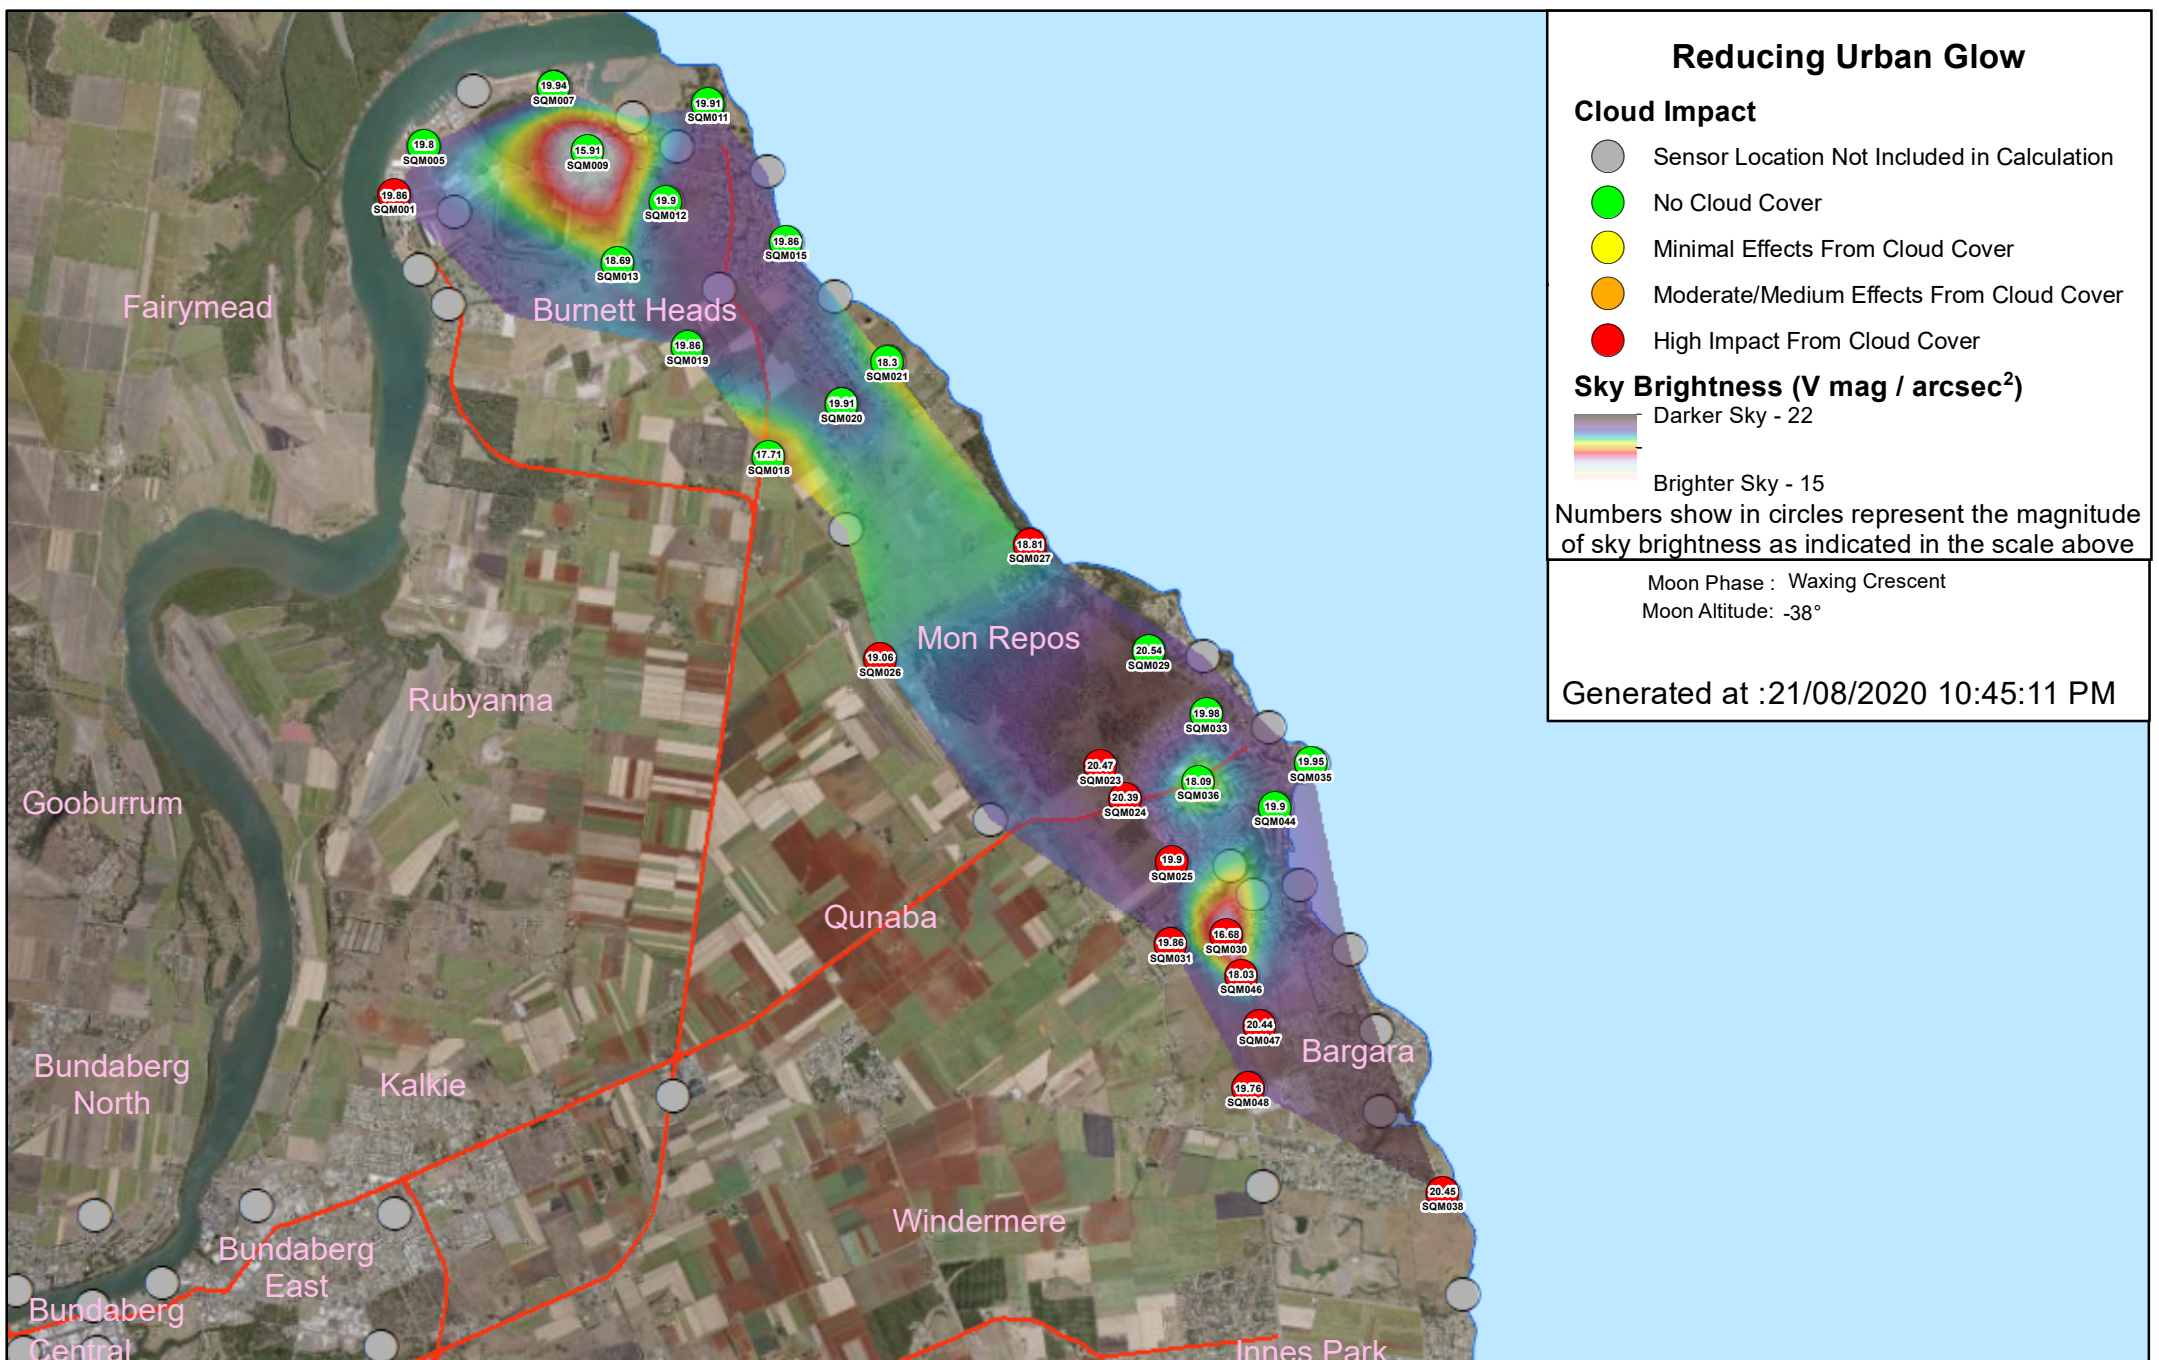 Reducing Urban Glow
Cloud Impact
Sensor Location Not Included in Calculation
No Cloud Cover
Minimal Effects From Cloud Cover
Moderate/Medium Effects From Cloud Cover
High Impact From Cloud Cover
Sky Brightness (V mag / arcsec²)
Darker Sky - 22
Brighter Sky - 15
Numbers show in circles represent the magnitude
of sky brightness as indicated in the scale above
Moon Phase : Waxing Crescent
Moon Altitude: -38°
Generated at :21/08/2020 10:45:11 PM
19.94
SQM007
19.91
SQM011
19.8
SQM005
15.91
SQM009
19.86
SQM001
19.9
SQM012
19.86
SQM015
18.69
SQM013
Fairymead
Burnett Heads
19.86
SQM019
18.3
SQM021
19.91
SQM020
17.71
SQM018
18.81
SQM027
Mon Repos
19.06
SQM026
20.54
SQM029
Rubyanna
19.98
SQM033
20.47
SQM023
18.09
SQM036
19.95
SQM035
20.39
SQM024
19.9
SQM044
Gooburrum
19.9
SQM025
Qunaba
16.68
SQM030
19.86
SQM031
18.03
SQM046
20.44
SQM047
Bargara
Bundaberg
North
Kalkie
19.76
SQM048
20.45
SQM038
Windermere
Bundaberg
East
Bundaberg
Central
Innes Park